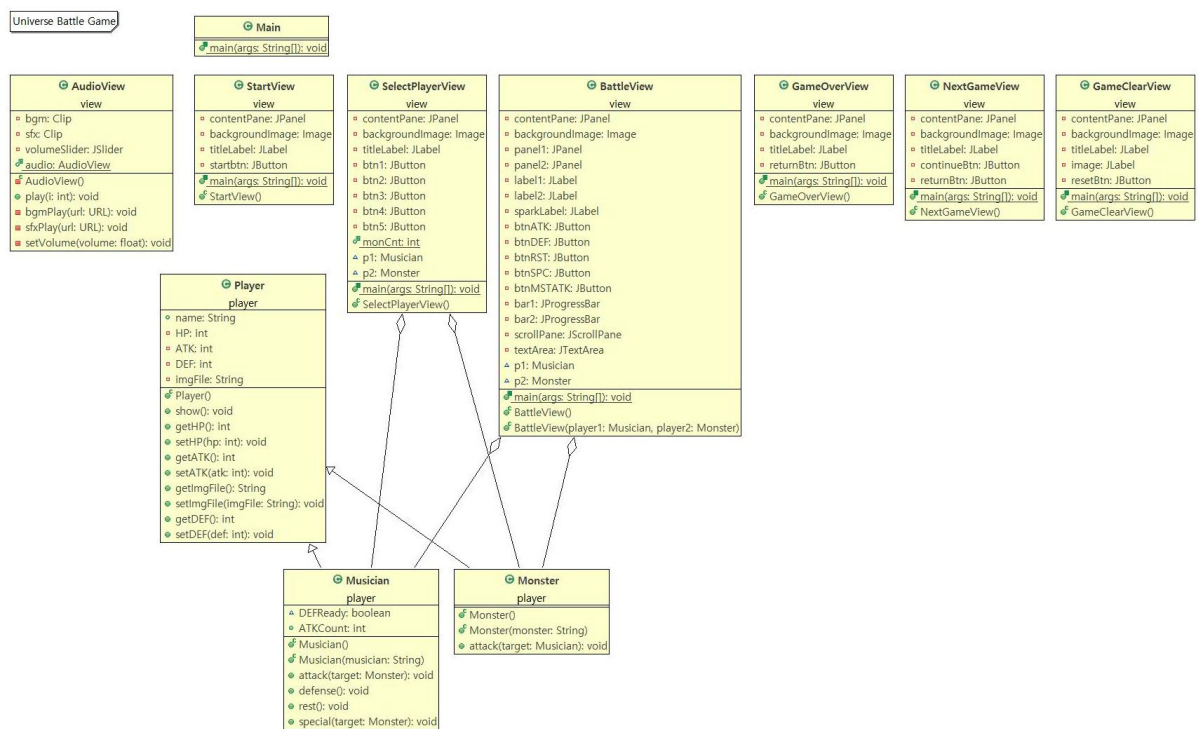 Universe Battle Game
Main
main(args: String[]): void
AudioView
view
bgm: Clip
sfx: Clip
volumeSlider: JSlider
audio: AudioView
AudioView()
play(i: int): void
bgmPlay(url: URL): void
sfxPlay(url: URL): void
setVolume(volume: float): void
StartView
view
contentPane: JPanel
backgroundImage: Image
titleLabel: JLabel
startbtn: JButton
main(args: String[]): void
StartView()
SelectPlayerView
view
contentPane: JPanel
backgroundImage: Image
titleLabel: JLabel
btn1: JButton
btn2: JButton
btn3: JButton
btn4: JButton
btn5: JButton
monCnt: int
p1: Musician
p2: Monster
main(args: String[]): void
SelectPlayerView()
BattleView
view
contentPane: JPanel
backgroundImage: Image
panel1: JPanel
panel2: JPanel
label1: JLabel
label2: JLabel
sparkLabel: JLabel
btnATK: JButton
btnDEF: JButton
btnRST: JButton
btnSPC: JButton
btnMSTATK: JButton
bar1: JProgressBar
bar2: JProgressBar
scrollPane: JScrollPane
textArea: JTextArea
p1: Musician
p2: Monster
main(args: String[]): void
BattleView()
BattleView(player1: Musician, player2: Monster)
GameOverView
view
contentPane: JPanel
backgroundImage: Image
titleLabel: JLabel
returnBtn: JButton
main(args: String[]): void
GameOverView()
NextGameView
view
contentPane: JPanel
backgroundImage: Image
titleLabel: JLabel
continueBtn: JButton
returnBtn: JButton
main(args: String[]): void
NextGameView()
GameClearView
view
contentPane: JPanel
backgroundImage: Image
titleLabel: JLabel
image: JLabel
resetBtn: JButton
main(args: String[]): void
GameClearView()
Player
player
name: String
HP: int
ATK: int
DEF: int
imgFile: String
Player()
show(): void
getHP(): int
setHP(hp: int): void
getATK(): int
setATK(atk: int): void
getImgFile(): String
setImgFile(imgFile: String): void
getDEF(): int
setDEF(def: int): void
Musician
player
DEFReady: boolean
ATKCount: int
Musician()
Musician(musician: String)
attack(target: Monster): void
defense(): void
rest(): void
special(target: Monster): void
Monster
player
Monster()
Monster(monster: String)
attack(target: Musician): void